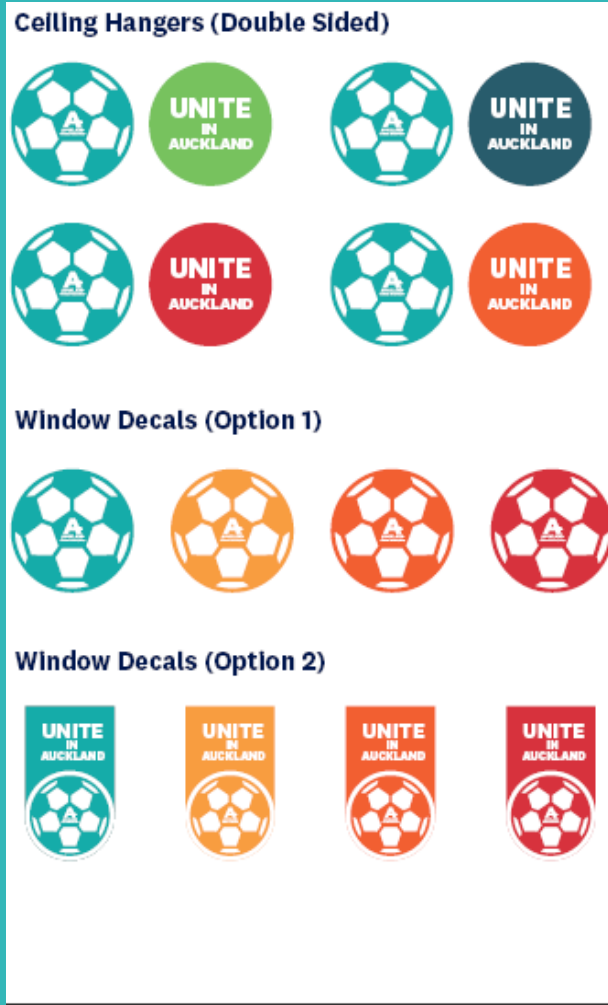 Ceiling Hangers (Double Sided)
UNITE
IN
AUCKLAND
UNITE
IN
AUCKLAND
UNITE
IN
AUCKLAND
UNITE
IN
AUCKLAND
Window Decals (Option 1)
Window Decals (Option 2)
UNITE
IN
AUCKLAND
UNITE
IN
AUCKLAND
UNITE
IN
AUCKLAND
UNITE
IN
AUCKLAND